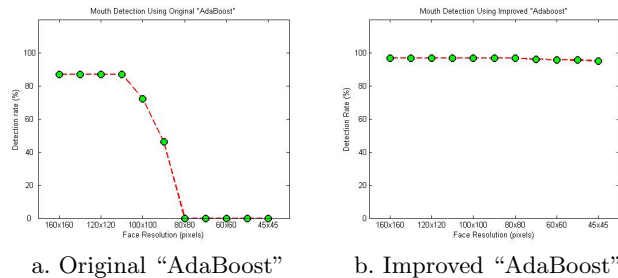 Mouth Detection Using Original "AdaBoost"
Detection rate (%)
100
80
60
40
20
0
160x160 120x120 100x100 80x80 60x60 45x45
Face Resolution (pixels)
a. Original “AdaBoost”
Mouth Detection Using Improved "Adaboost"
Detection Rate (%)
100
80
60
40
20
0
160x160 120x120 100x100 80x80 60x60 45x45
Face Resolution (pixels)
b. Improved “AdaBoost”